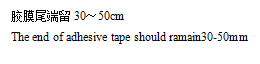 胶膜尾端留 30～50cm
The end of adhesive tape should ramain30-50mm